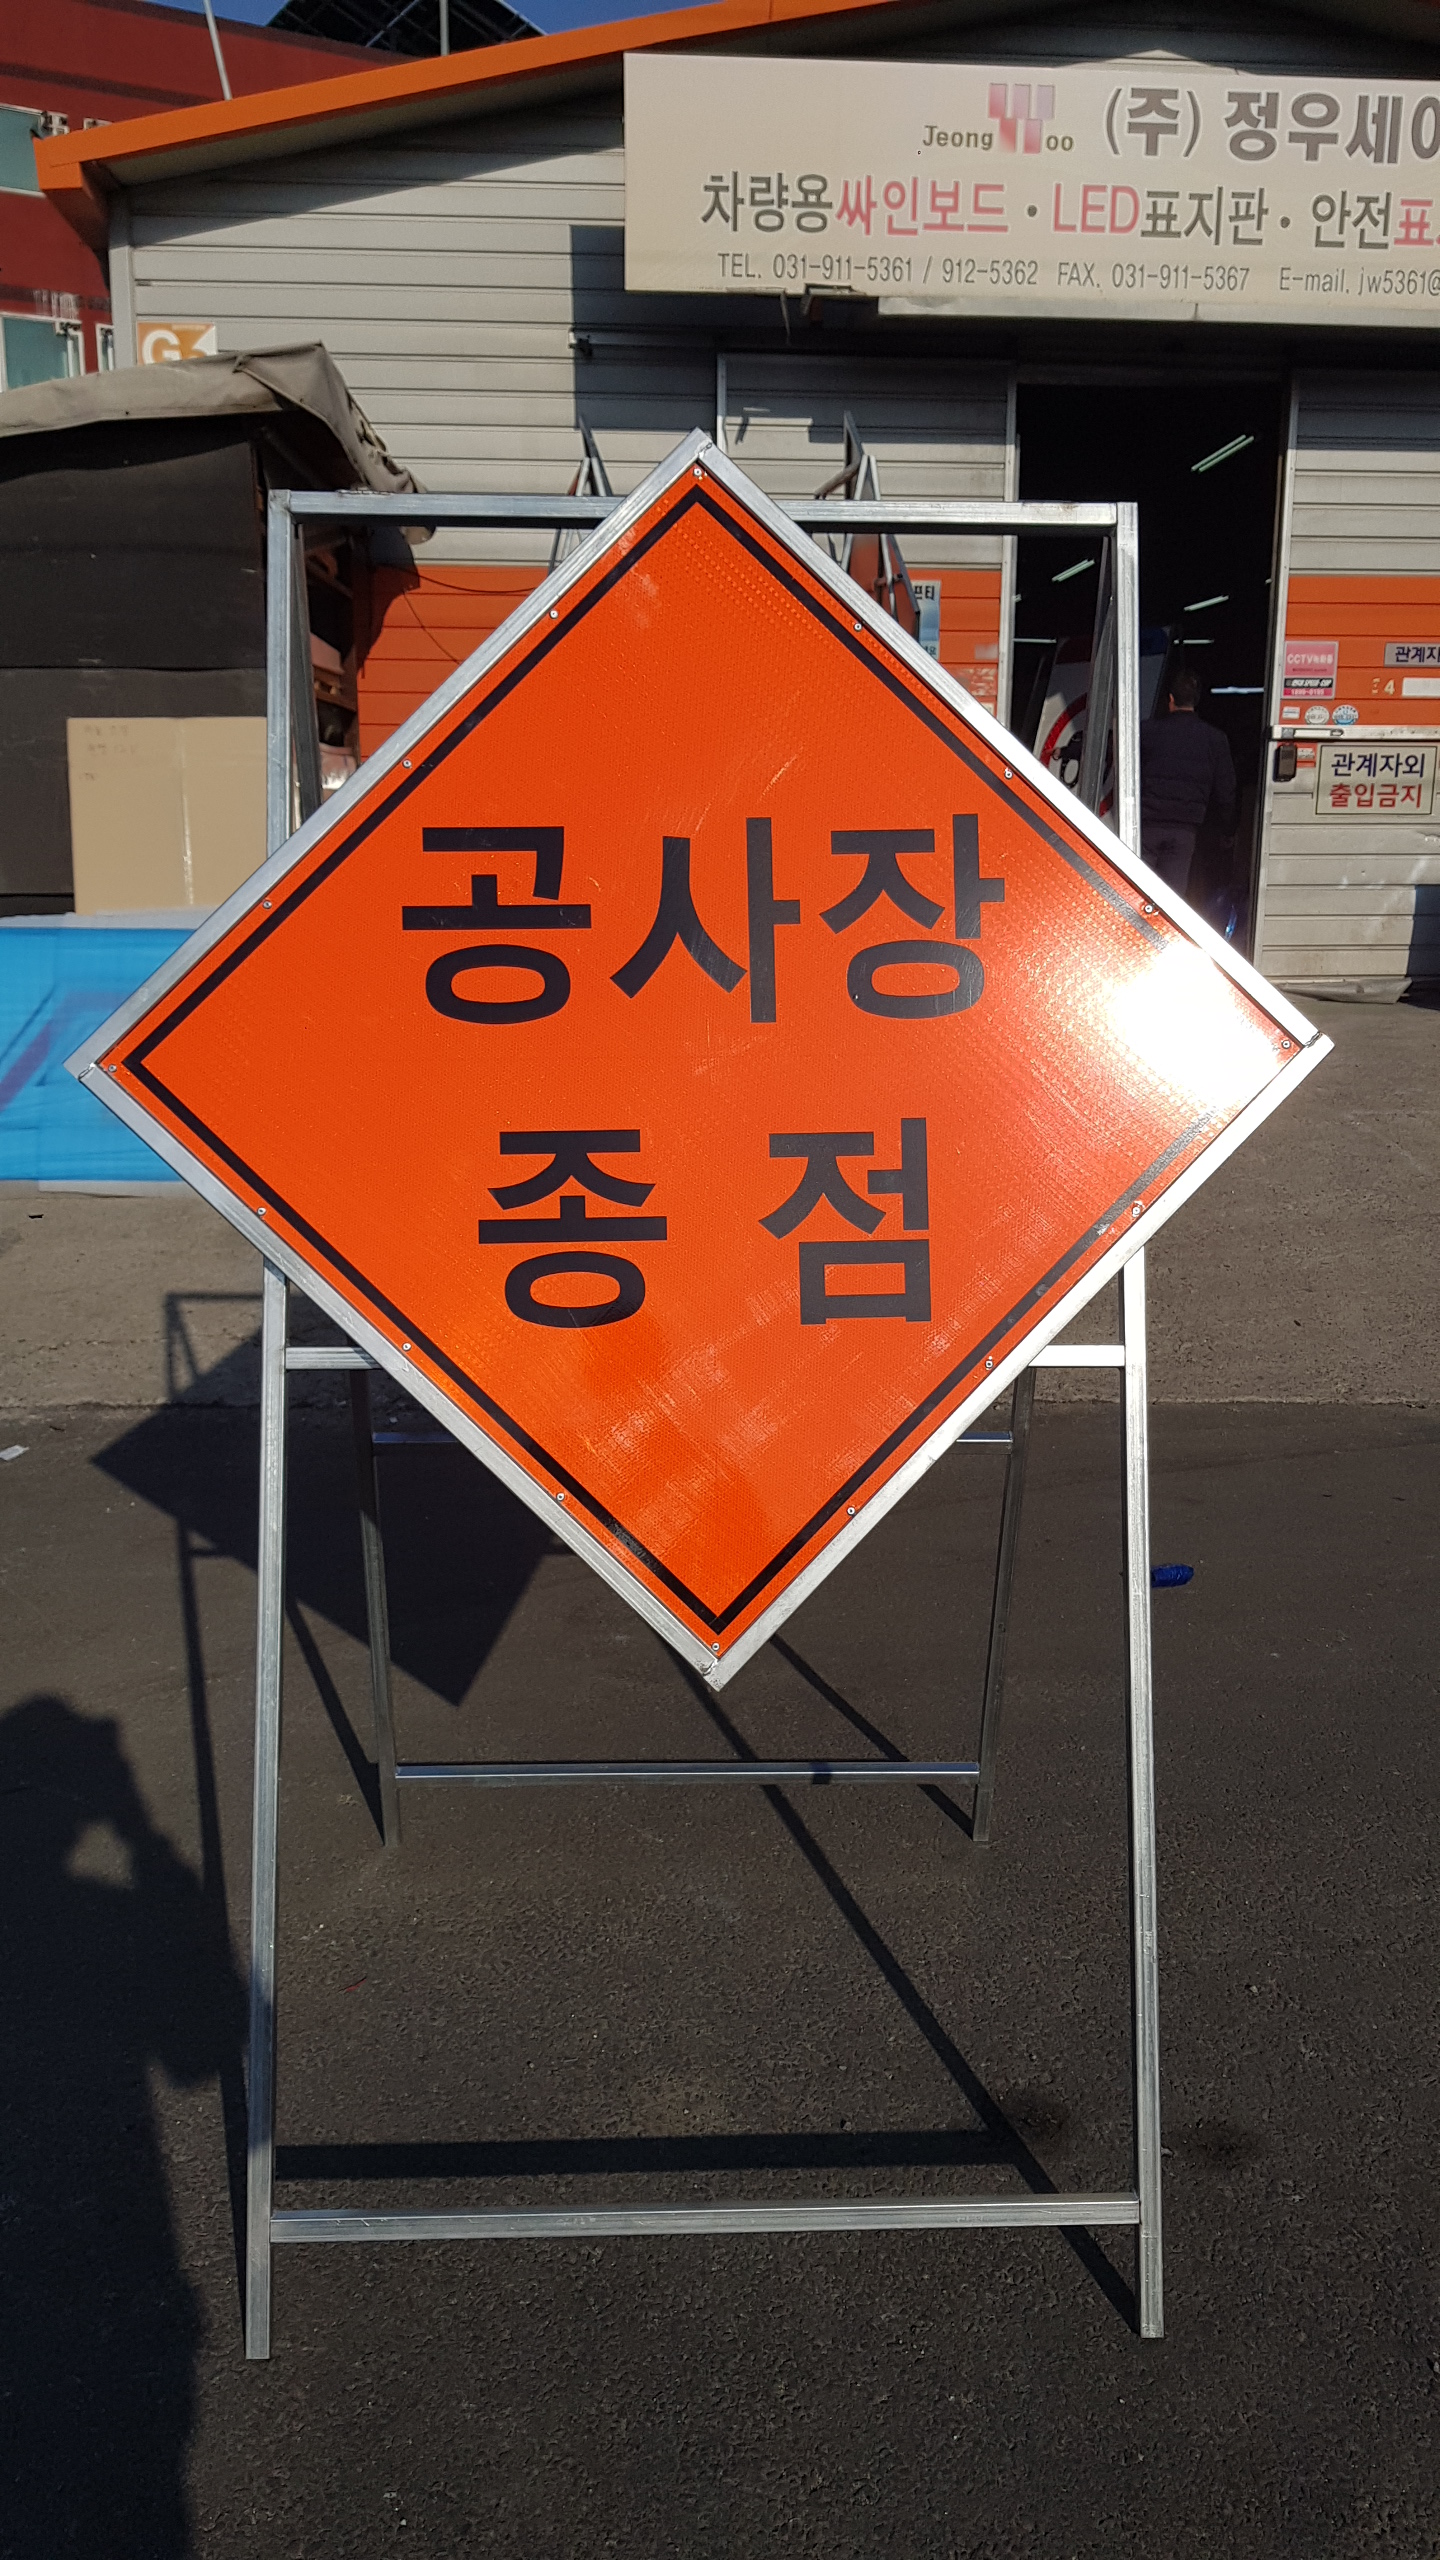 Jeong Woo (주) 정우세이
차량용싸인보드 · LED표지판 · 안전표
TEL. 031-911-5361 / 912-5362 FAX. 031-911-5367 E-mail. jw5361@
CCTV
관계자
관계자외
출입금지
공사장
종 점